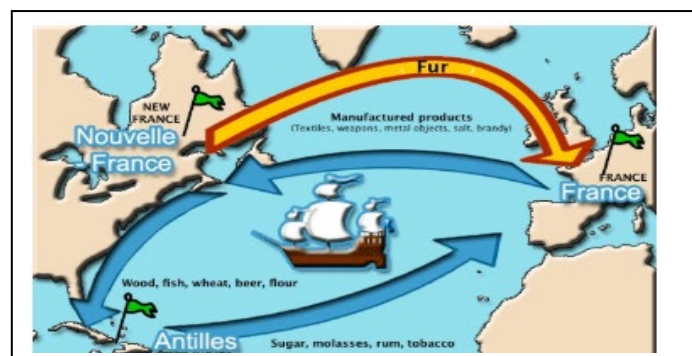 Fur
NEW
FRANCE
Nouvelle
- France
Manufactured products
(Textiles, weapons, metal objects, salt, brandy)
FRANCE
France
Wood, fish, wheat, beer, flour
Antilles
Sugar, molasses, rum, tobacco